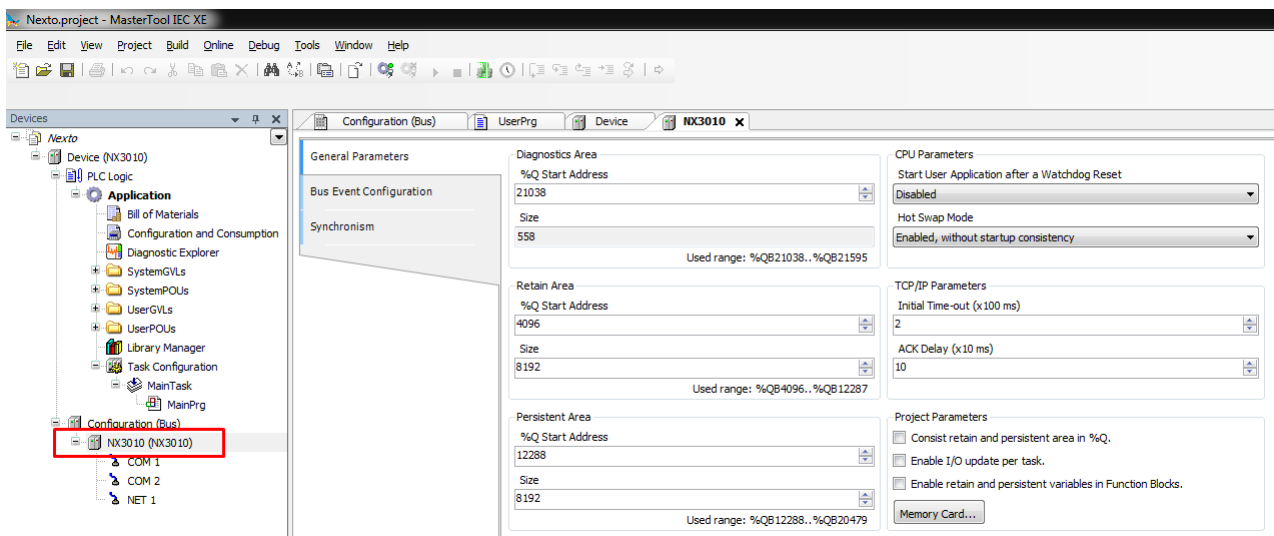 Nexto.project - MasterTool IEC XE
File Edit View Project Build Online Debug Tools Window Help
Devices
Nexto
Device (NX3010)
PLC Logic
Application
Bill of Materials
Configuration and Consumption
Diagnostic Explorer
SystemGVLs
SystemPOUs
UserGVLs
UserPOUs
Library Manager
Task Configuration
MainTask
MainPrg
Configuration (Bus)
NX3010 (NX3010)
COM 1
COM 2
NET 1
Configuration (Bus) UserPrg Device NX3010
General Parameters
Bus Event Configuration
Synchronism
Diagnostics Area
%Q Start Address
21038
Size
558
Used range: %QB21038..%QB21595
Retain Area
%Q Start Address
4096
Size
8192
Used range: %QB4096..%QB12287
Persistent Area
%Q Start Address
12288
Size
8192
Used range: %QB12288..%QB20479
CPU Parameters
Start User Application after a Watchdog Reset
Disabled
Hot Swap Mode
Enabled, without startup consistency
TCP/IP Parameters
Initial Time-out (x100 ms)
2
ACK Delay (x10 ms)
10
Project Parameters
Consist retain and persistent area in %Q.
Enable I/O update per task.
Enable retain and persistent variables in Function Blocks.
Memory Card...